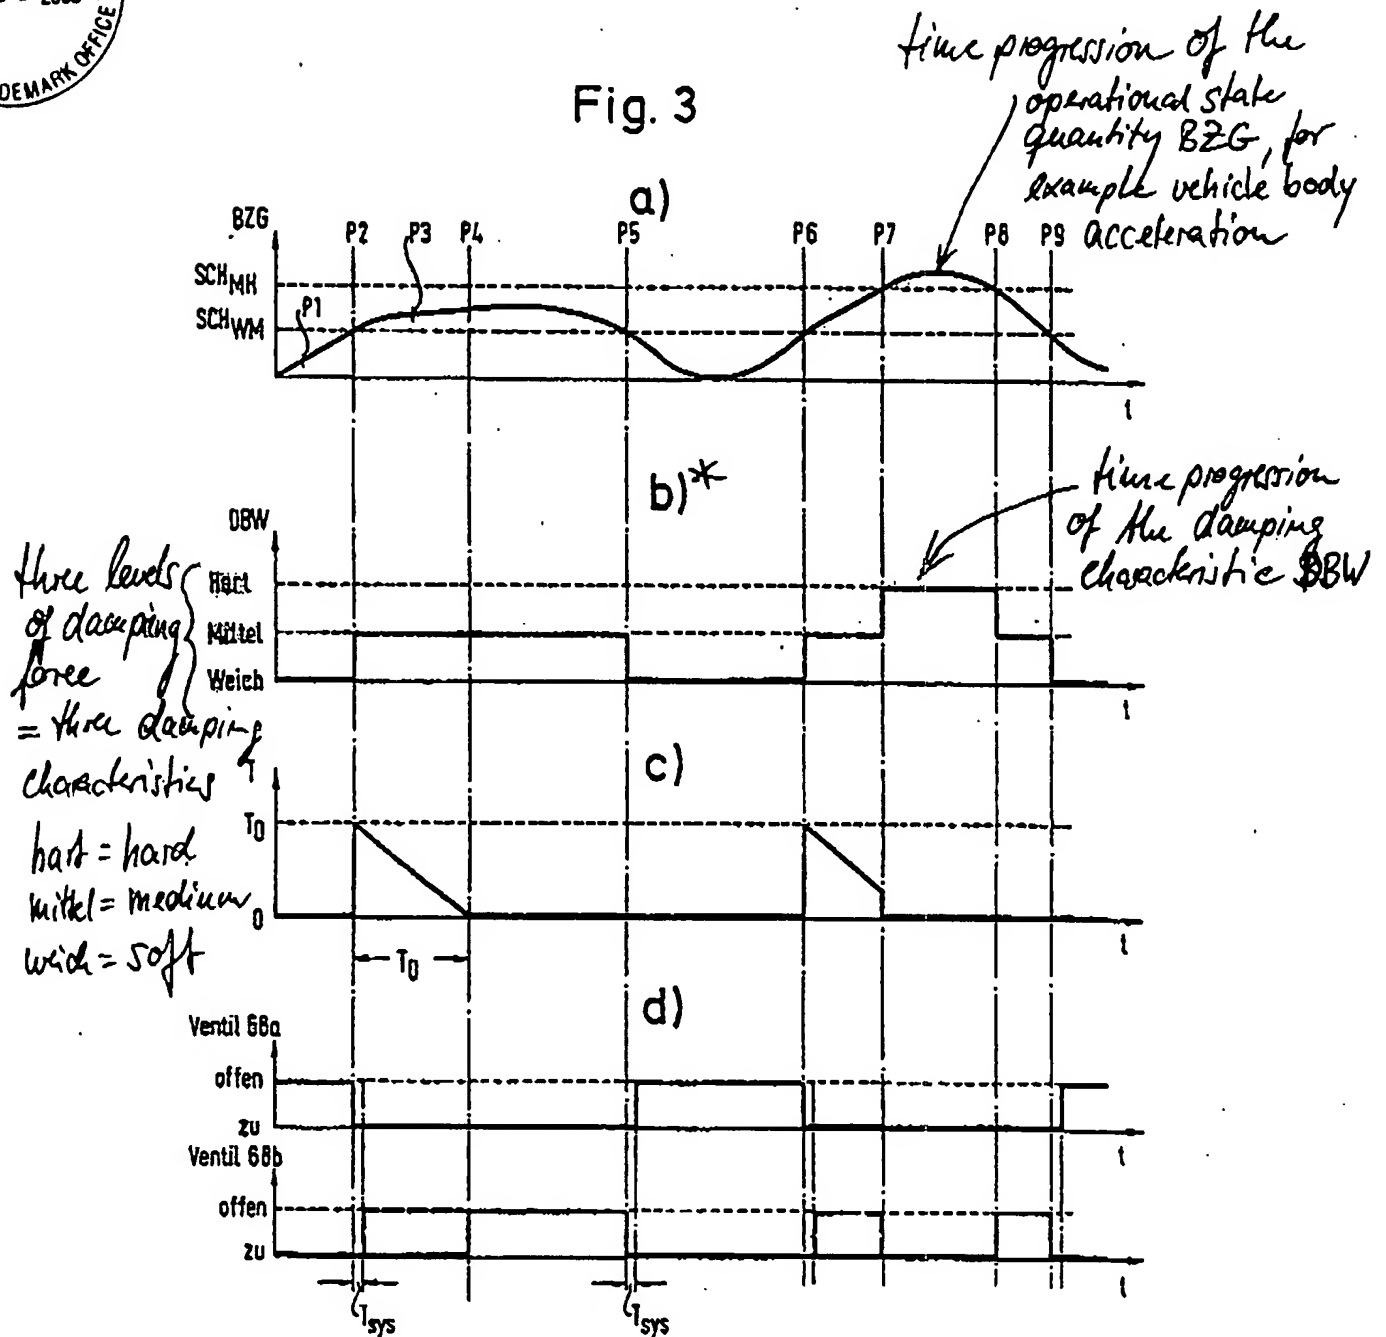 DEMARK OFFICE
Fig. 3
time progression of the
operational state
quantity BZG, for
example vehicle body
acceleration
a)
BZG
P2
P3
P4
P5
P6
P7
P8
P9
SCH_MH
SCH_WM
P1
t
b)*
time progression
of the damping
characteristic DBW
DBW
three levels
of damping
force
= three damping
characteristics
hart = hard
mittel = medium
weich = soft
Hart
Mittel
Weich
t
c)
T
T0
0
t
T0
d)
Ventil 68a
offen
zu
t
Ventil 68b
offen
zu
t
Tsys
Tsys